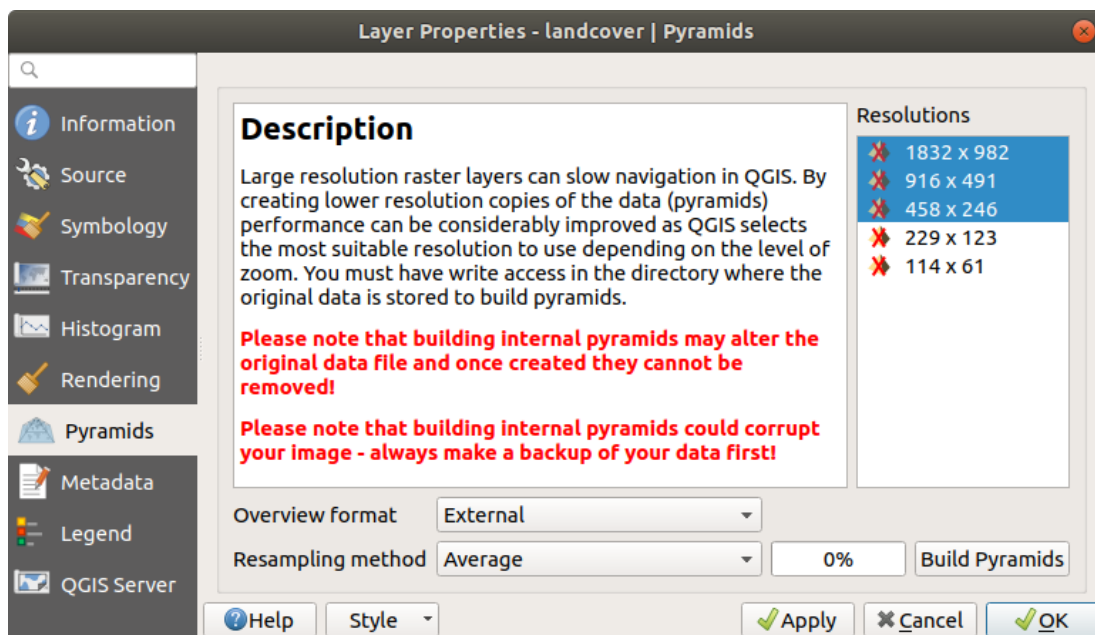 Layer Properties - landcover | Pyramids
Information
Source
Symbology
Transparency
Histogram
Rendering
Pyramids
Metadata
Legend
QGIS Server
Description
Large resolution raster layers can slow navigation in QGIS. By
creating lower resolution copies of the data (pyramids)
performance can be considerably improved as QGIS selects
the most suitable resolution to use depending on the level of
zoom. You must have write access in the directory where the
original data is stored to build pyramids.
Please note that building internal pyramids may alter the
original data file and once created they cannot be
removed!
Please note that building internal pyramids could corrupt
your image - always make a backup of your data first!
Resolutions
1832 x 982
916 x 491
458 x 246
229 x 123
114 x 61
Overview format External
Resampling method Average 0% Build Pyramids
Help Style Apply Cancel OK